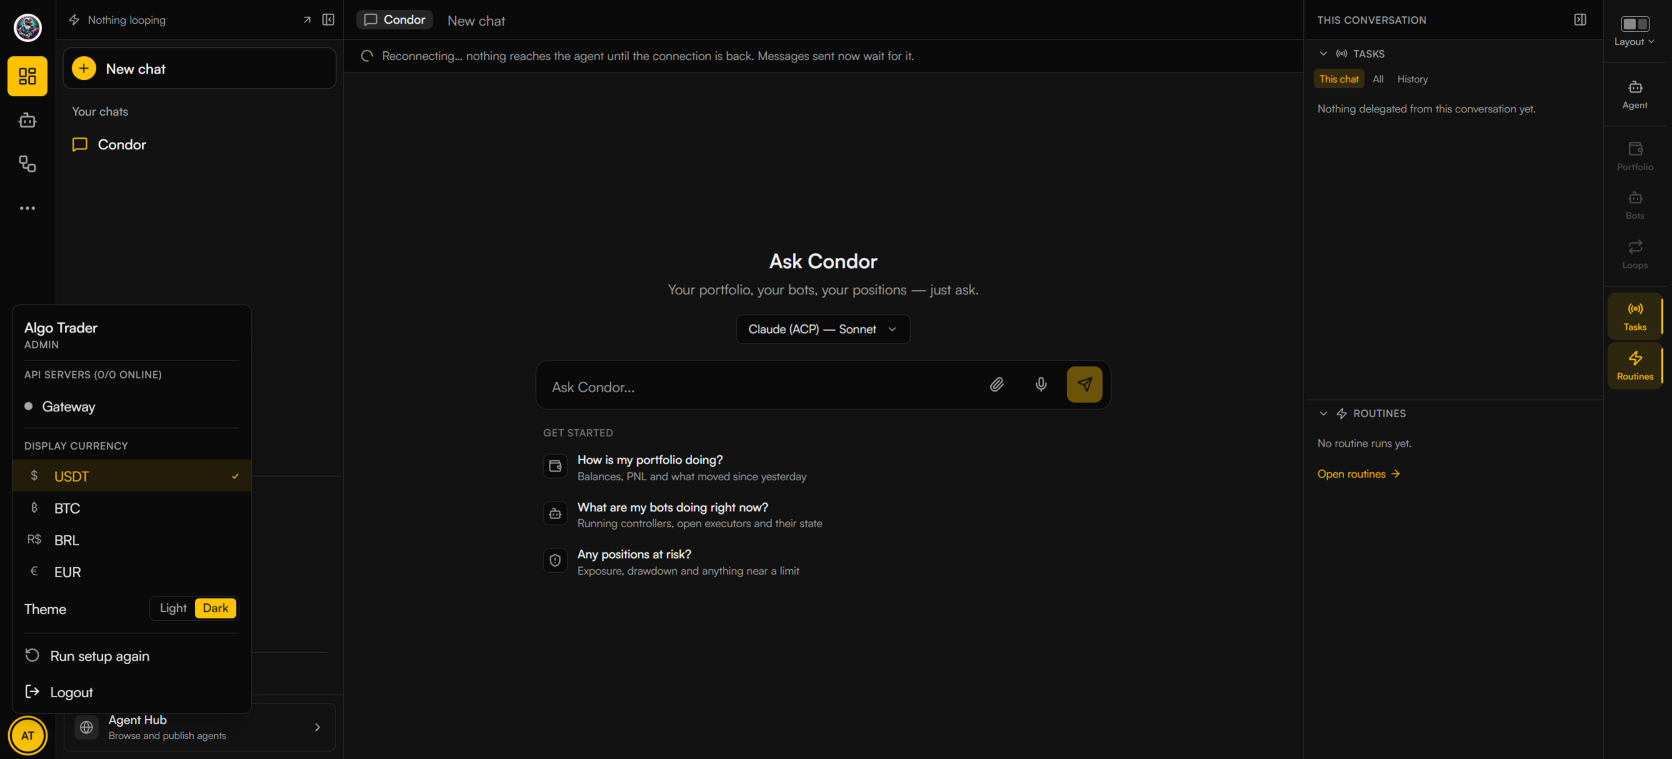 Nothing looping
New chat
Your chats
Condor
Algo Trader
ADMIN
API SERVERS (0/0 ONLINE)
Gateway
DISPLAY CURRENCY
$ USDT
₿ BTC
R$ BRL
€ EUR
Theme Light Dark
Run setup again
Logout
AT
Agent Hub
Browse and publish agents
Condor New chat
Reconnecting... nothing reaches the agent until the connection is back. Messages sent now wait for it.
Ask Condor
Your portfolio, your bots, your positions — just ask.
Claude (ACP) — Sonnet
Ask Condor...
GET STARTED
How is my portfolio doing?
Balances, PNL and what moved since yesterday
What are my bots doing right now?
Running controllers, open executors and their state
Any positions at risk?
Exposure, drawdown and anything near a limit
THIS CONVERSATION
TASKS
This chat All History
Nothing delegated from this conversation yet.
ROUTINES
No routine runs yet.
Open routines →
Layout
Agent
Portfolio
Bots
Loops
Tasks
Routines